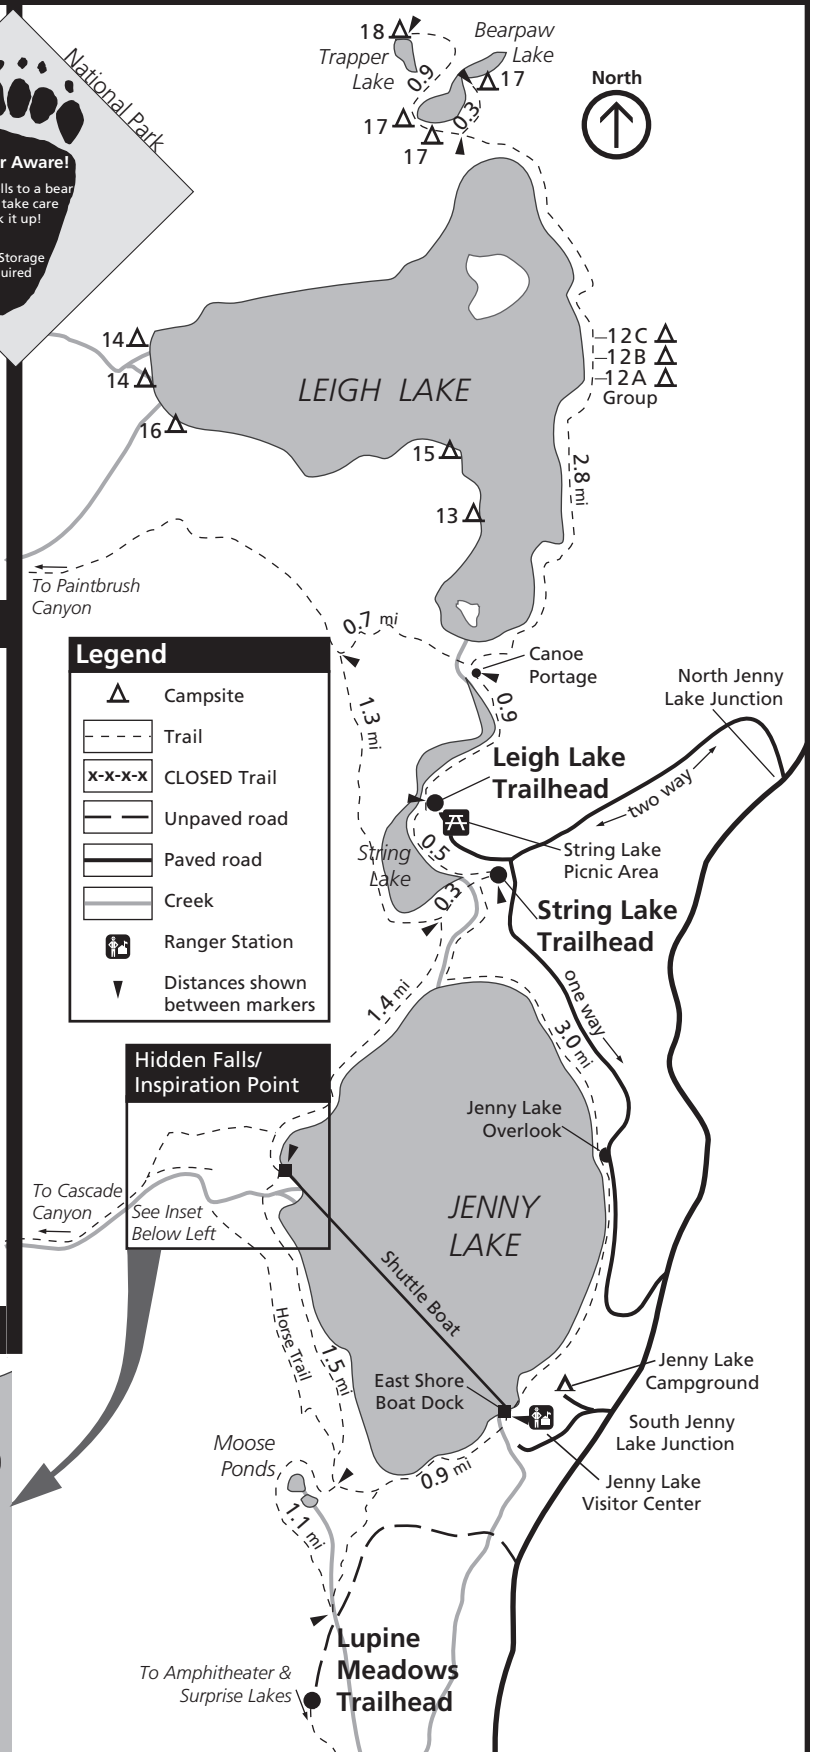 18
Trapper
Lake
0.9
Bearpaw
Lake
17
0.3
17
17
North
National Park
r Aware!
lls to a bear
take care
k it up!
Storage
uired
14
14
16
LEIGH LAKE
15
13
12C
12B
12A
Group
2.8 mi
To Paintbrush
Canyon
0.7 mi
Canoe
Portage
0.9
1.3 mi
North Jenny
Lake Junction
Legend
Campsite
Trail
x-x-x-x CLOSED Trail
Unpaved road
Paved road
Creek
Ranger Station
Distances shown
between markers
Leigh Lake
Trailhead
two way
String Lake
Picnic Area
String
Lake
0.5
0.3
String Lake
Trailhead
one way
1.4 mi
3.0 mi
Hidden Falls/
Inspiration Point
Jenny Lake
Overlook
To Cascade
Canyon
See Inset
Below Left
JENNY
LAKE
Shuttle Boat
Horse Trail
1.5 mi
East Shore
Boat Dock
Jenny Lake
Campground
South Jenny
Lake Junction
Jenny Lake
Visitor Center
Moose
Ponds
0.9 mi
1.1 mi
Lupine
Meadows
Trailhead
To Amphitheater &
Surprise Lakes